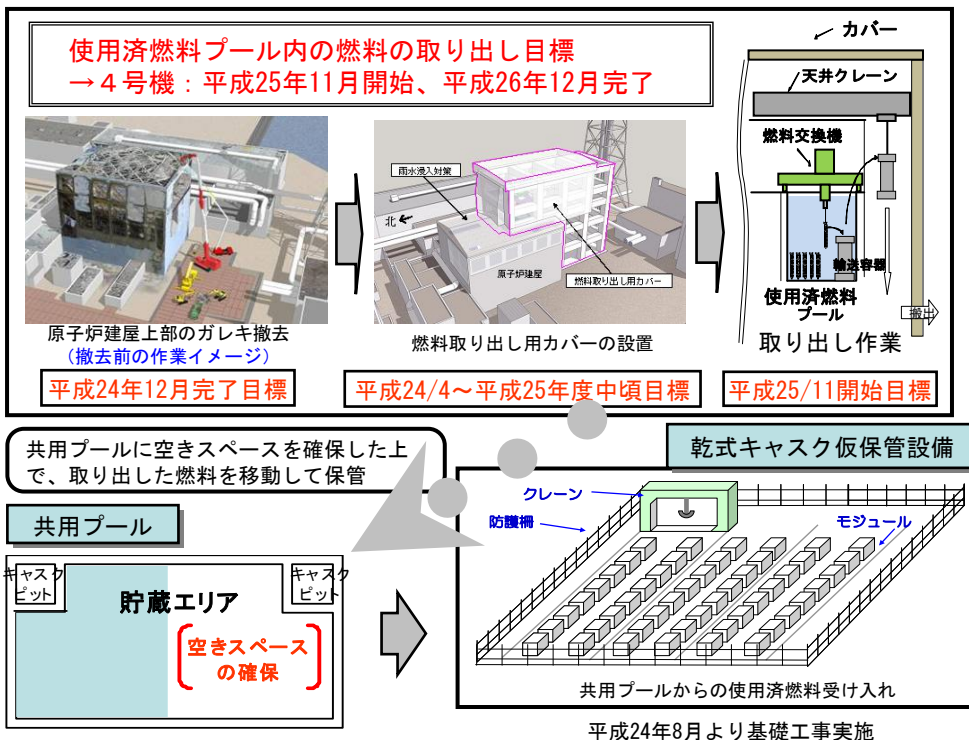 使用済燃料プール内の燃料の取り出し目標
→４号機：平成25年11月開始、平成26年12月完了
原子炉建屋上部のガレキ撤去
（撤去前の作業イメージ）
平成24年12月完了目標
雨水浸入対策
北
原子炉建屋
燃料取り出し用カバー
燃料取り出し用カバーの設置
平成24/4～平成25年度中頃目標
カバー
天井クレーン
燃料交換機
輸送容器
使用済燃料
プール
搬出
取り出し作業
平成25/11開始目標
共用プールに空きスペースを確保した上
で、取り出した燃料を移動して保管
共用プール
キャスク
ピット
キャスク
ピット
貯蔵エリア
空きスペース
の確保
乾式キャスク仮保管設備
クレーン
防護柵
モジュール
共用プールからの使用済燃料受け入れ
平成24年8月より基礎工事実施